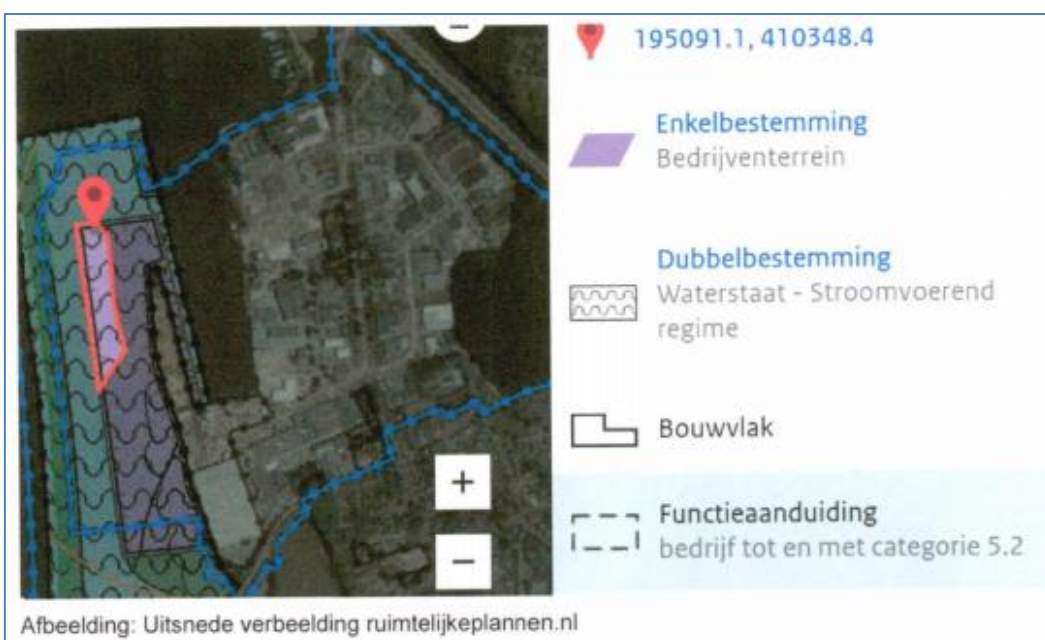 195091.1, 410348.4
Enkelbestemming
Bedrijventerrein
Dubbelbestemming
Waterstaat - Stroomvoerend
regime
Bouwvlak
Functieaanduiding
bedrijf tot en met categorie 5.2
+
−
Afbeelding: Uitsnede verbeelding ruimtelijkeplannen.nl